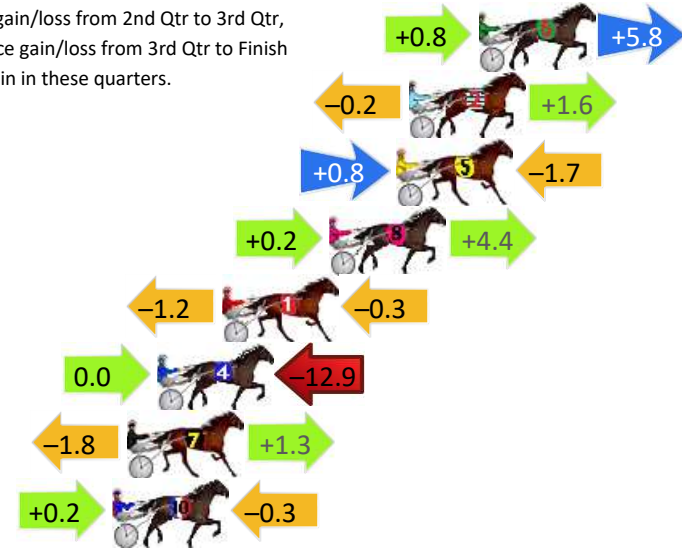 gain/loss from 2nd Qtr to 3rd Qtr,
ce gain/loss from 3rd Qtr to Finish
in in these quarters.
+0.8 6 +5.8
–0.2 2 +1.6
+0.8 5 –1.7
+0.2 8 +4.4
–1.2 1 –0.3
0.0 4 –12.9
–1.8 7 +1.3
+0.2 10 –0.3